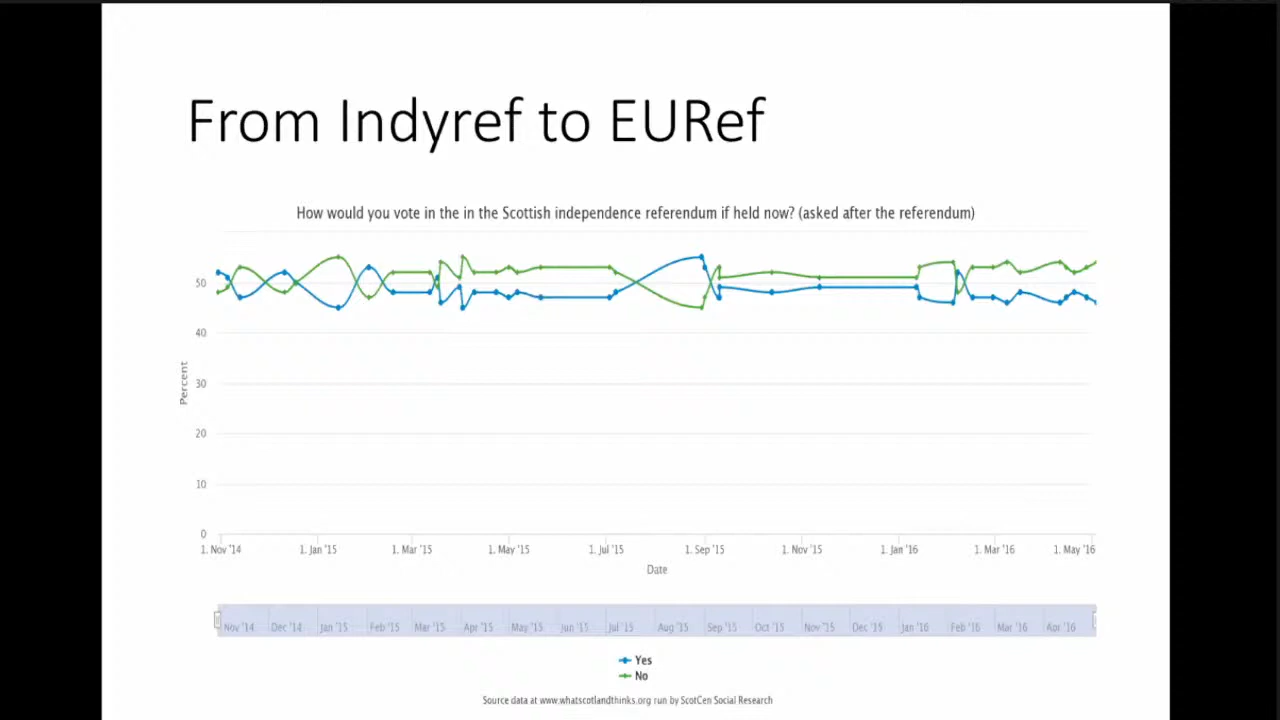 From Indyref to EURef
How would you vote in the in the Scottish independence referendum if held now? (asked after the referendum)
50
40
30
20
10
0
Percent
1. Nov '14 1. Jan '15 1. Mar '15 1. May '15 1. Jul '15 1. Sep '15 1. Nov '15 1. Jan '16 1. Mar '16 1. May '16
Date
Nov '14 Dec '14 Jan '15 Feb '15 Mar '15 Apr '15 May '15 Jun '15 Jul '15 Aug '15 Sep '15 Oct '15 Nov '15 Dec '15 Jan '16 Feb '16 Mar '16 Apr '16
Yes
No
Source data at www.whatscotlandthinks.org run by ScotCen Social Research